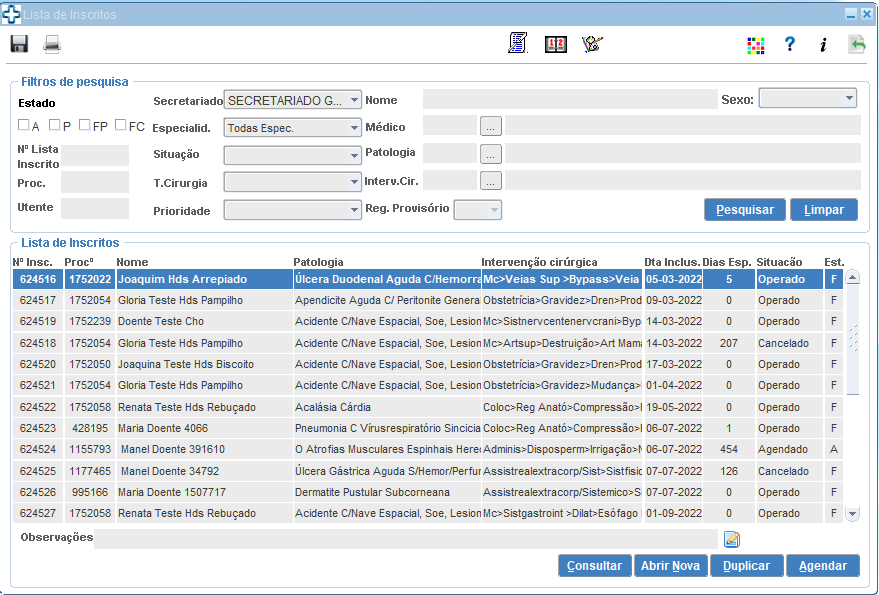 Lista de Inscritos
Filtros de pesquisa
Estado
A P FP FC
Nº Lista
Inscrito
Proc.
Utente
Secretariado SECRETARIADO G...
Especialid. Todas Espec.
Situação
T.Cirurgia
Prioridade
Nome
Sexo:
Médico ...
Patologia ...
Interv.Cir. ...
Reg. Provisório
Pesquisar Limpar
Lista de Inscritos
Nº Insc. Procº Nome Patologia Intervenção cirúrgica Dta Inclus. Dias Esp. Situacão Est.
624516 1752022 Joaquim Hds Arrepiado Úlcera Duodenal Aguda C/Hemorra Mc>Veias Sup >Bypass>Veia 05-03-2022 5 Operado F
624517 1752054 Gloria Teste Hds Pampilho Apendicite Aguda C/ Peritonite Genera Obstetrícia>Gravidez>Dren>Prod 09-03-2022 0 Operado F
624519 1752239 Doente Teste Cho Acidente C/Nave Espacial, Soe, Lesion Mc>Sistnervcentenervcrani>Byp 14-03-2022 0 Operado F
624518 1752054 Gloria Teste Hds Pampilho Acidente C/Nave Espacial, Soe, Lesion Mc>Artsup>Destruição>Art Mama 14-03-2022 207 Cancelado F
624520 1752050 Joaquina Teste Hds Biscoito Acidente C/Nave Espacial, Soe, Lesion Obstetrícia>Gravidez>Dren>Prod 17-03-2022 0 Operado F
624521 1752054 Gloria Teste Hds Pampilho Acidente C/Nave Espacial, Soe, Lesion Obstetrícia>Gravidez>Mudança> 01-04-2022 0 Operado F
624522 1752058 Renata Teste Hds Rebuçado Acalásia Cárdia Coloc>Reg Anató>Compressão> 19-05-2022 0 Operado F
624523 428195 Maria Doente 4066 Pneumonia C Vírusrespiratório Sincicia Coloc>Reg Anató>Compressão> 06-07-2022 1 Operado F
624524 1155793 Manel Doente 391610 O Atrofias Musculares Espinhais Hered Adminis>Disposperm>Irrigação> 06-07-2022 454 Agendado A
624525 1177465 Manel Doente 34792 Úlcera Gástrica Aguda S/Hemor/Perfur Assistrealextracorp/Sist>Sistfisio 07-07-2022 126 Cancelado F
624526 995166 Maria Doente 1507717 Dermatite Pustular Subcorneana Assistrealextracorp/Sistemico>S 07-07-2022 0 Operado F
624527 1752058 Renata Teste Hds Rebuçado Acidente C/Nave Espacial, Soe, Lesion Mc>Sistgastroint >Dilat>Esófago 01-09-2022 0 Operado F
Observações
Consultar Abrir Nova Duplicar Agendar